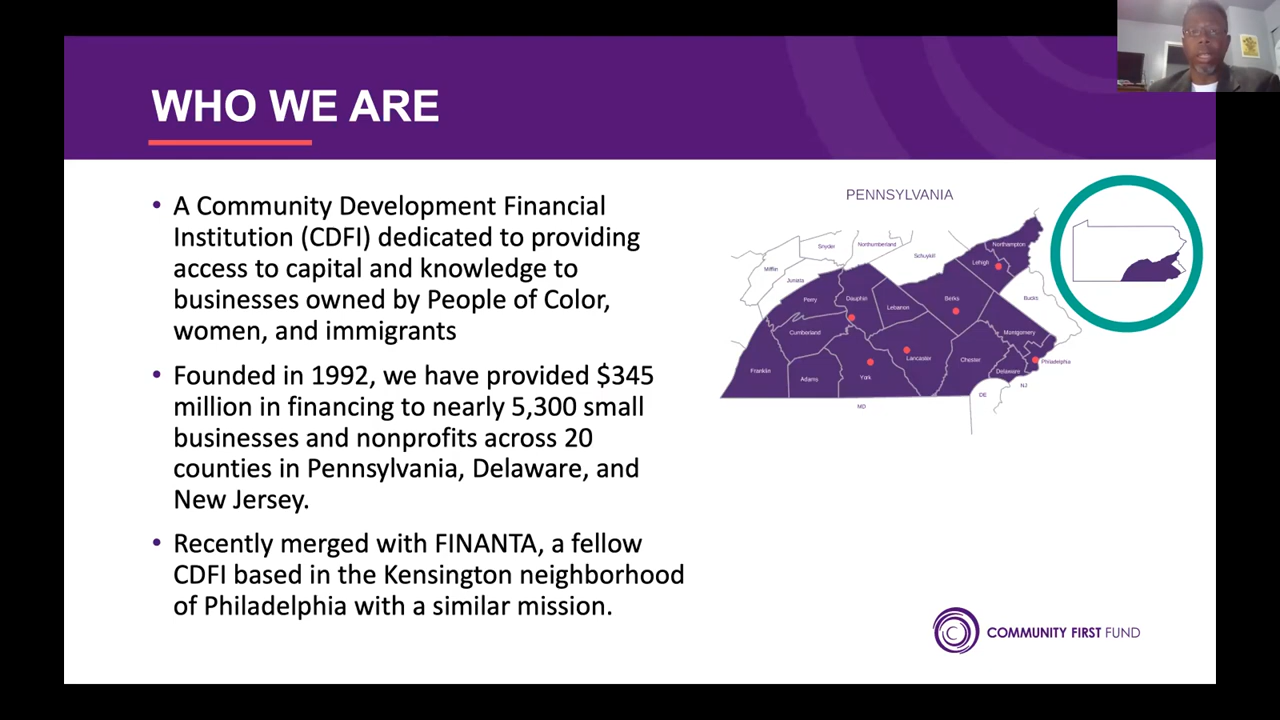 WHO WE ARE
• A Community Development Financial
Institution (CDFI) dedicated to providing
access to capital and knowledge to
businesses owned by People of Color,
women, and immigrants
• Founded in 1992, we have provided $345
million in financing to nearly 5,300 small
businesses and nonprofits across 20
counties in Pennsylvania, Delaware, and
New Jersey.
• Recently merged with FINANTA, a fellow
CDFI based in the Kensington neighborhood
of Philadelphia with a similar mission.
PENNSYLVANIA
Snyder
Northumberland
Northampton
Schuylkill
Lehigh
Mifflin
Juniata
Perry
Dauphin
Lebanon
Berks
Bucks
Cumberland
Montgomery
Lancaster
Chester
Philadelphia
Franklin
Adams
York
Delaware
NJ
DE
MD
C COMMUNITY FIRST FUND